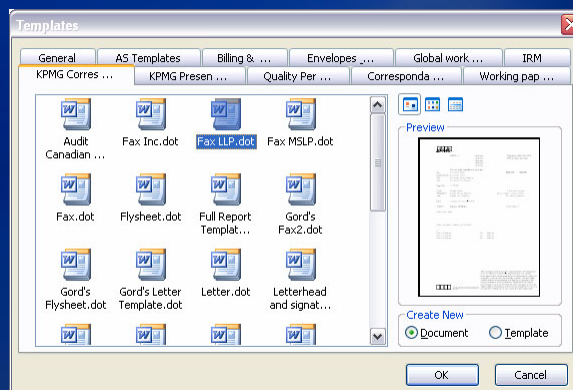 Templates
General AS Templates Billing & ... Envelopes _... Global work ... IRM
KPMG Corres ... KPMG Presen ... Quality Per ... Corresponda ... Working pap ...
Audit
Canadian ...
Fax Inc.dot
Fax LLP.dot
Fax MSLP.dot
Fax.dot
Flysheet.dot
Full Report
Templat...
Gord's
Fax2.dot
Gord's
Flysheet.dot
Gord's Letter
Template.dot
Letter.dot
Letterhead
and signat...
Preview
Create New
Document Template
OK Cancel